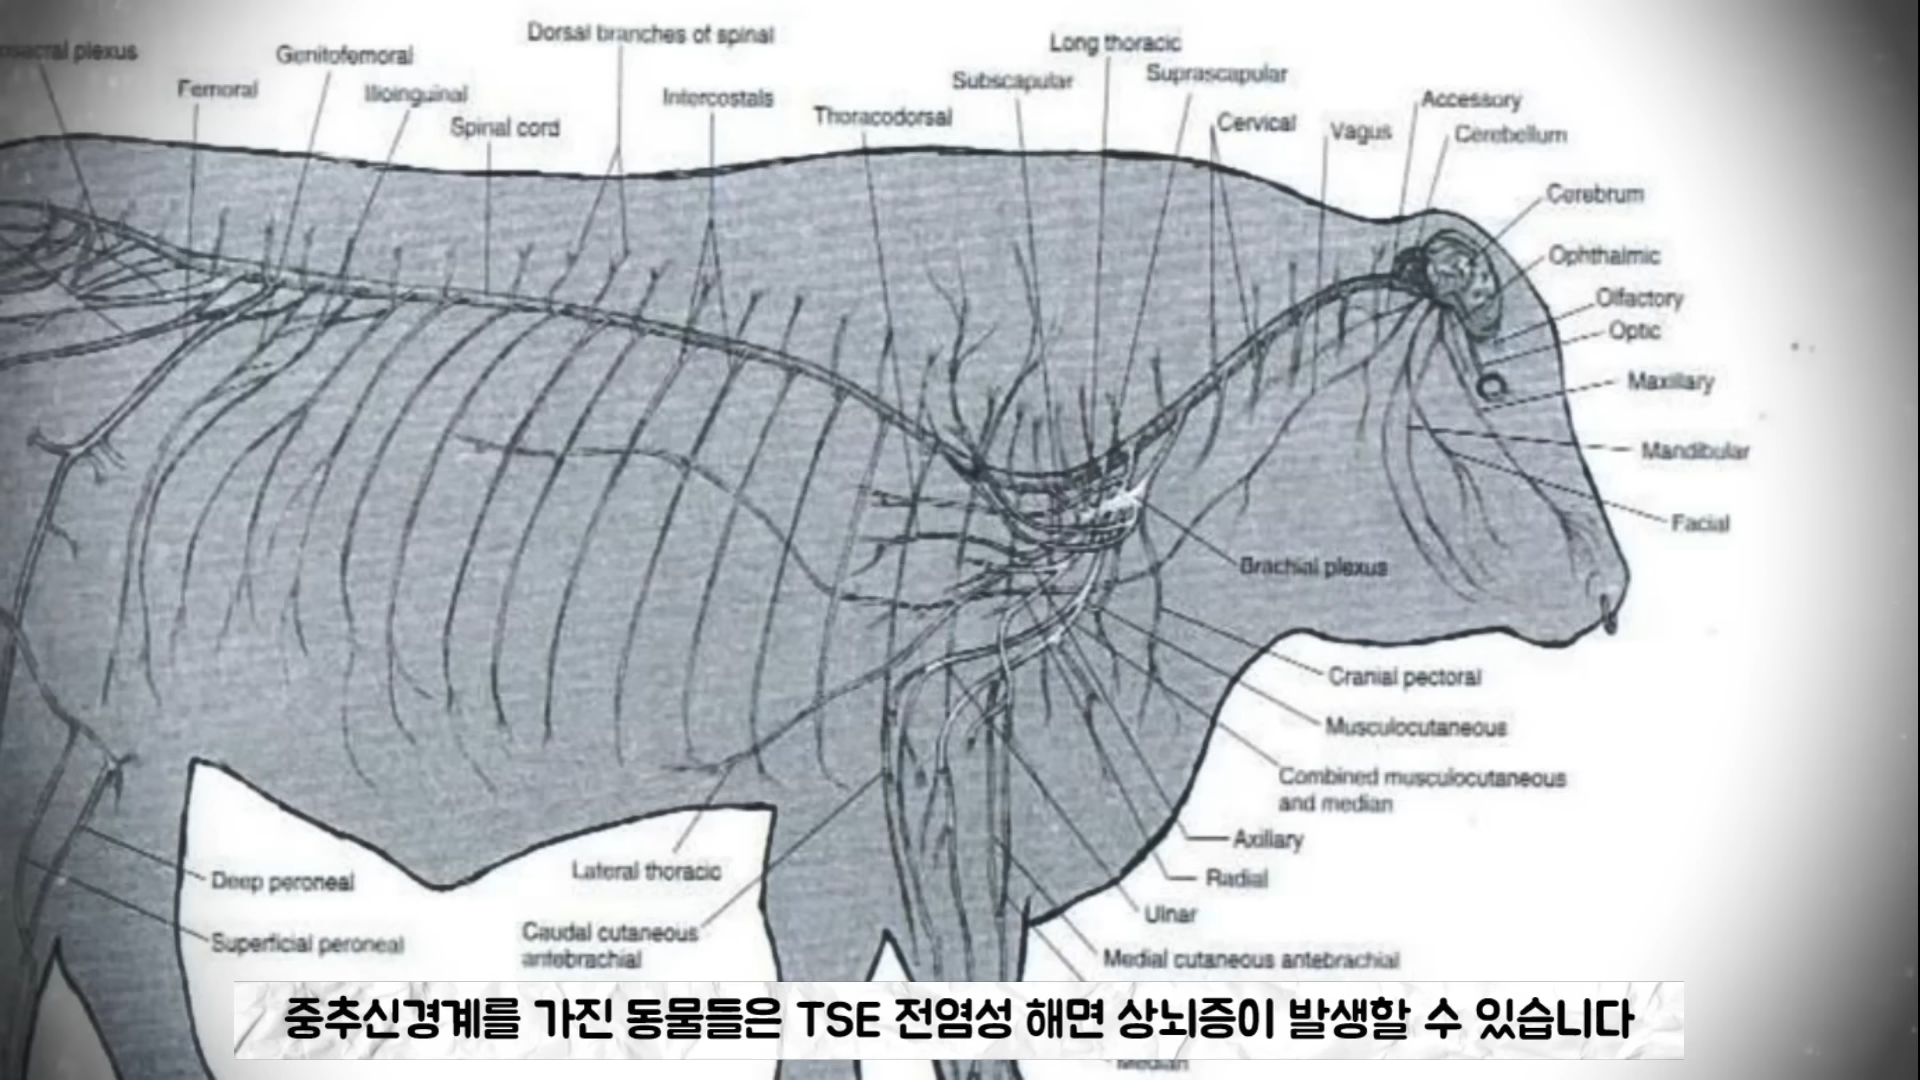 Dorsal branches of spinal
Long thoracic
plexus
Genitofemoral
Suprascapular
Subscapular
Femoral
Ilioinguinal
Intercostals
Accessory
Thoracodorsal
Cervical
Spinal cord
Vagus
Cerebellum
Cerebrum
Ophthalmic
Olfactory
Optic
Maxillary
Mandibular
Facial
Brachial plexus
Cranial pectoral
Musculocutaneous
Combined musculocutaneous
and median
Axillary
Lateral thoracic
Radial
Deep peroneal
Ulnar
Caudal cutaneous
antebrachial
Superficial peroneal
Medial cutaneous antebrachial
중추신경계를 가진 동물들은 TSE 전염성 해면 상뇌증이 발생할 수 있습니다
Median